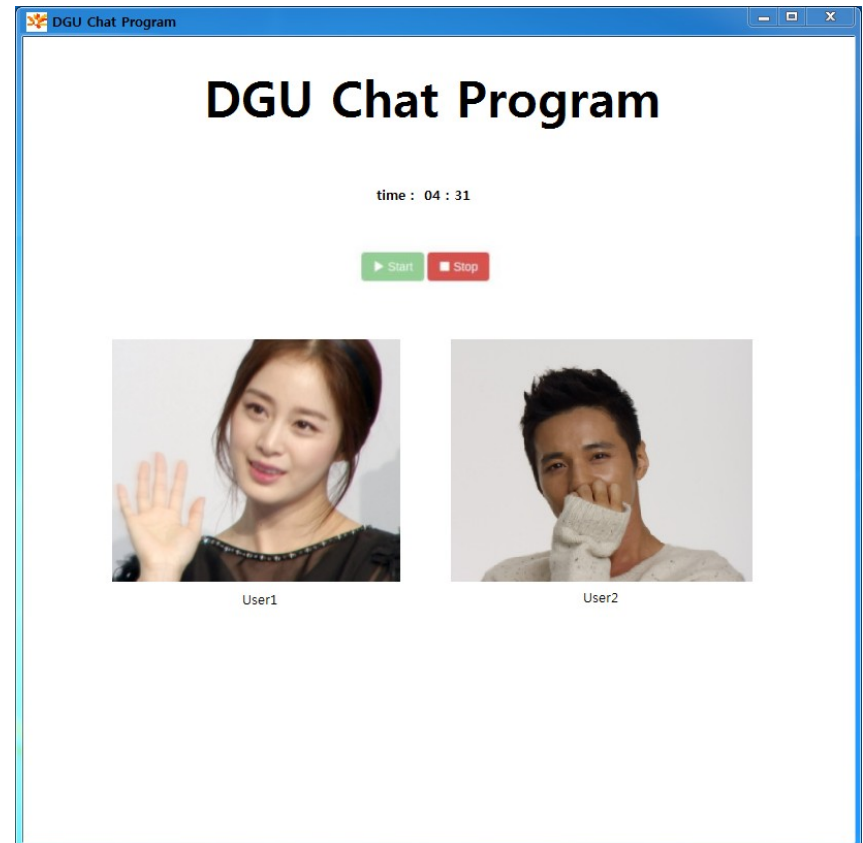 DGU Chat Program
DGU Chat Program
time : 04 : 31
Start Stop
User1 User2